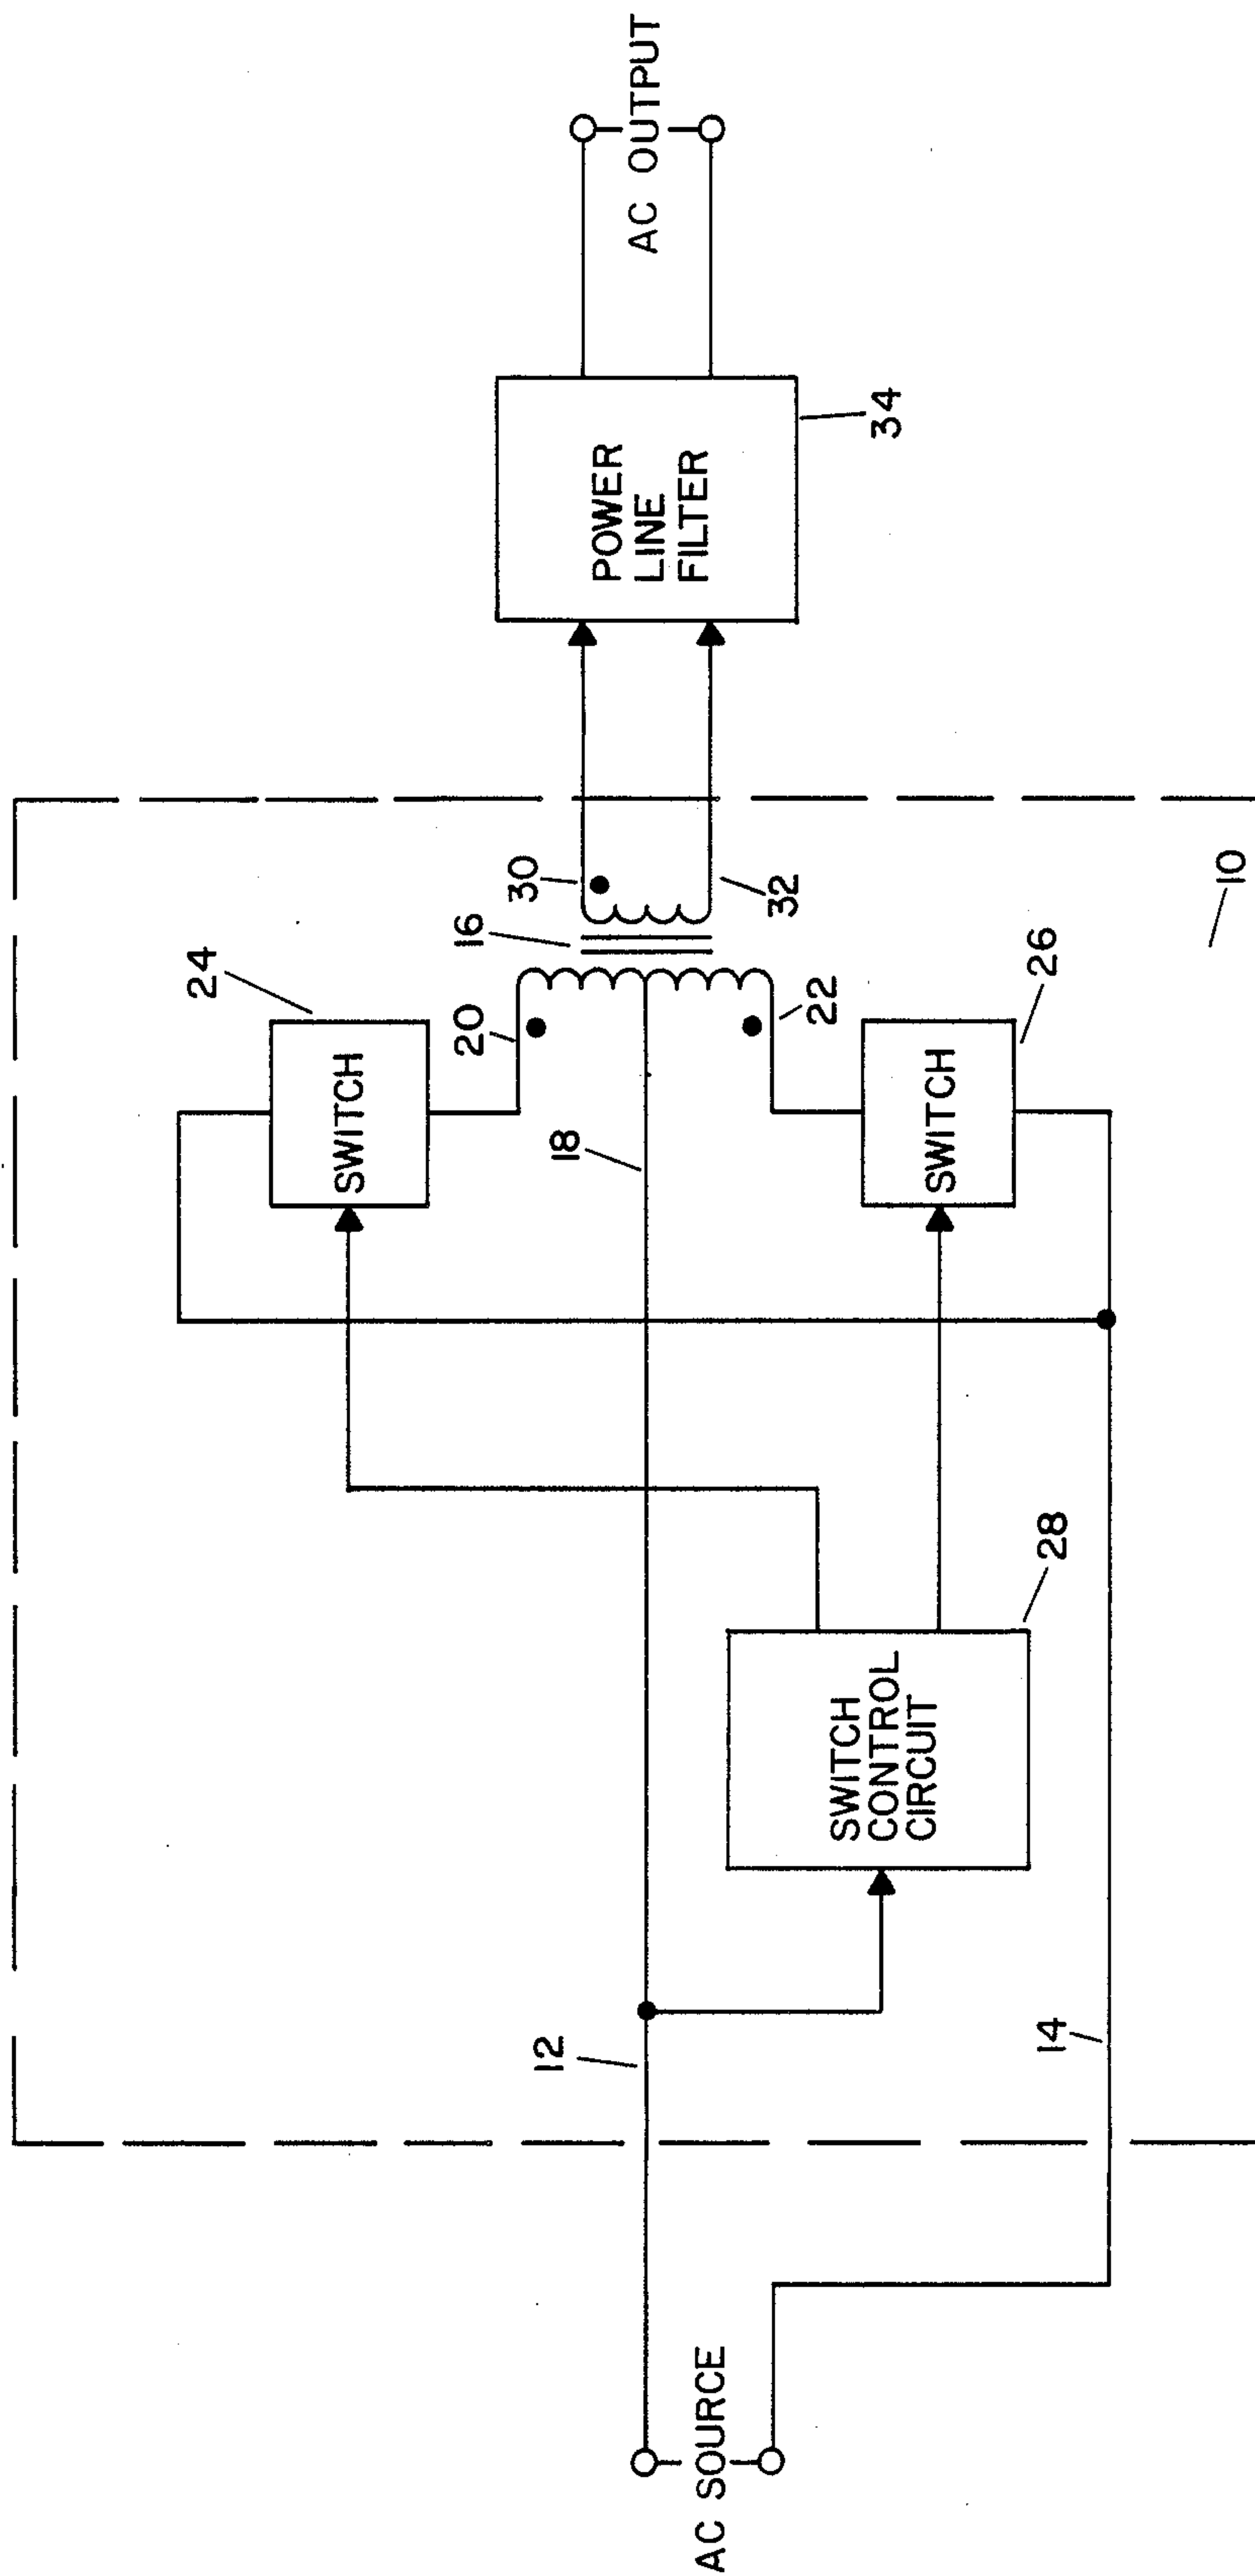 24
SWITCH
20
16
30
18
12
AC SOURCE
SWITCH
CONTROL
CIRCUIT
28
14
22
SWITCH
26
32
10
POWER
LINE
FILTER
34
AC OUTPUT